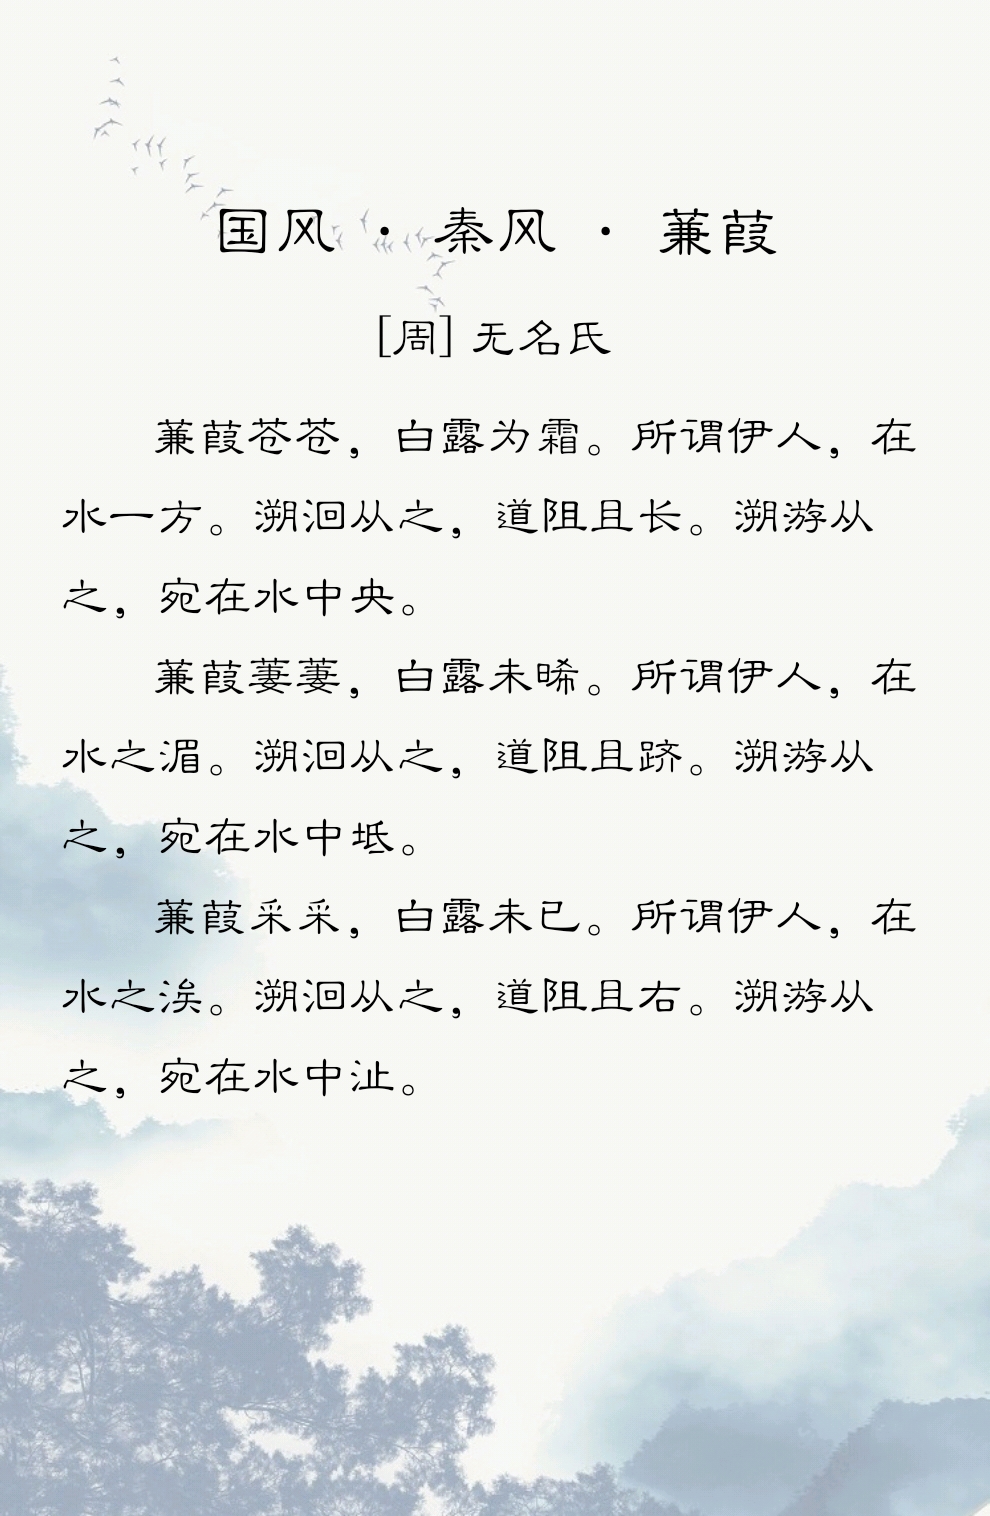 国风 · 秦风 · 蒹葭
[周] 无名氏
蒹葭苍苍，白露为霜。所谓伊人，在
水一方。溯洄从之，道阻且长。溯游从
之，宛在水中央。
蒹葭萋萋，白露未晞。所谓伊人，在
水之湄。溯洄从之，道阻且跻。溯游从
之，宛在水中坻。
蒹葭采采，白露未已。所谓伊人，在
水之涘。溯洄从之，道阻且右。溯游从
之，宛在水中沚。